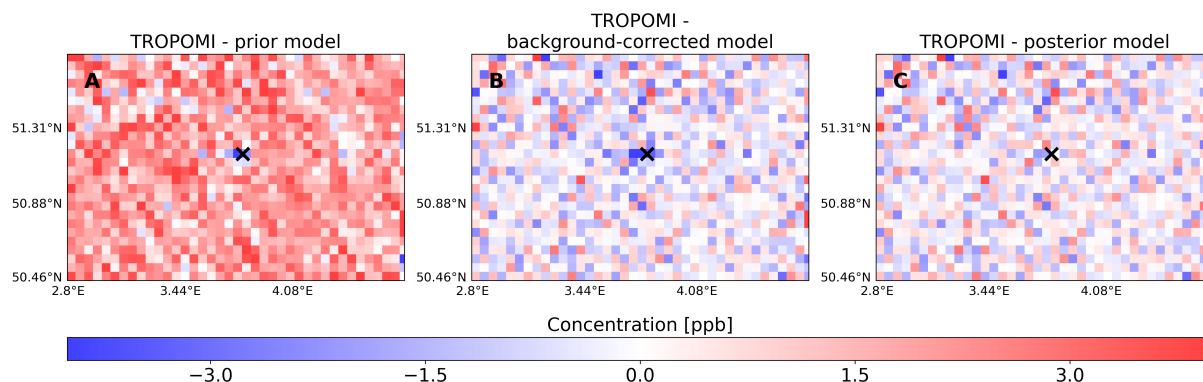 TROPOMI - prior model
TROPOMI -
background-corrected model
TROPOMI - posterior model
A
B
C
51.31°N
50.88°N
50.46°N
2.8°E 3.44°E 4.08°E
51.31°N
50.88°N
50.46°N
2.8°E 3.44°E 4.08°E
51.31°N
50.88°N
50.46°N
2.8°E 3.44°E 4.08°E
Concentration [ppb]
−3.0 −1.5 0.0 1.5 3.0